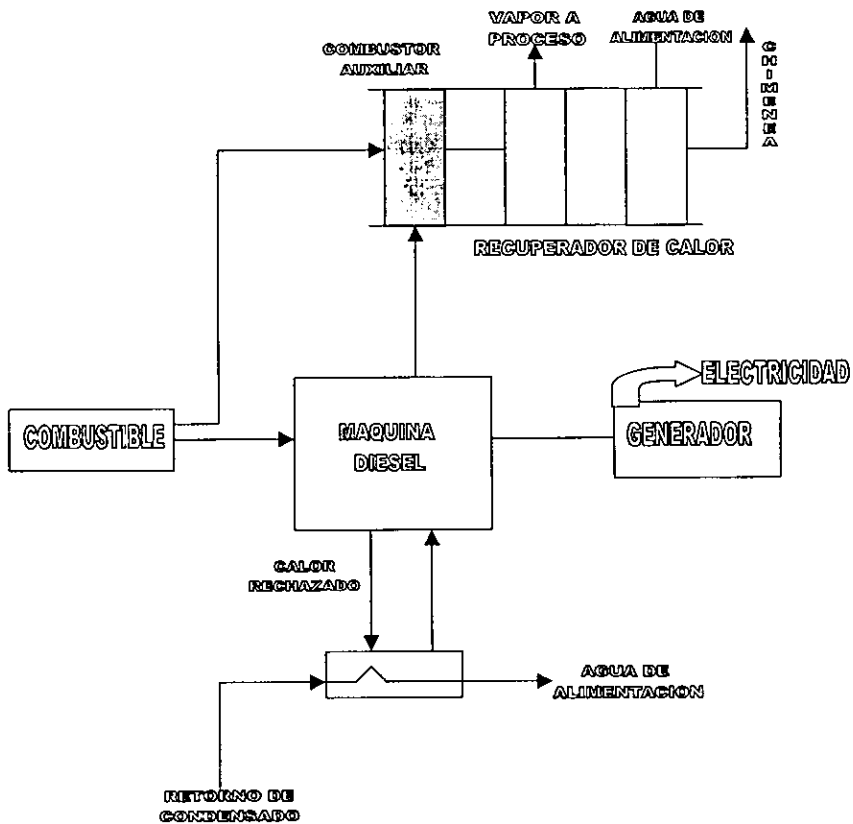 VAPOR A
PROCESO
AGUA DE
ALIMENTACION
COMBUSTOR
AUXILIAR
CHIMENEA
RECUPERADOR DE CALOR
ELECTRICIDAD
COMBUSTIBLE
MAQUINA
DIESEL
GENERADOR
CALOR
RECHAZADO
AGUA DE
ALIMENTACION
RETORNO DE
CONDENSADO